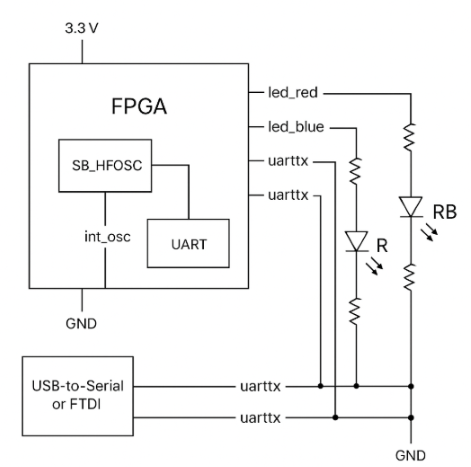 3.3 V
FPGA
led_red
led_blue
SB_HFOSC
uarttx
uarttx
RB
int_osc
UART
R
GND
USB-to-Serial
or FTDI
uarttx
uarttx
GND